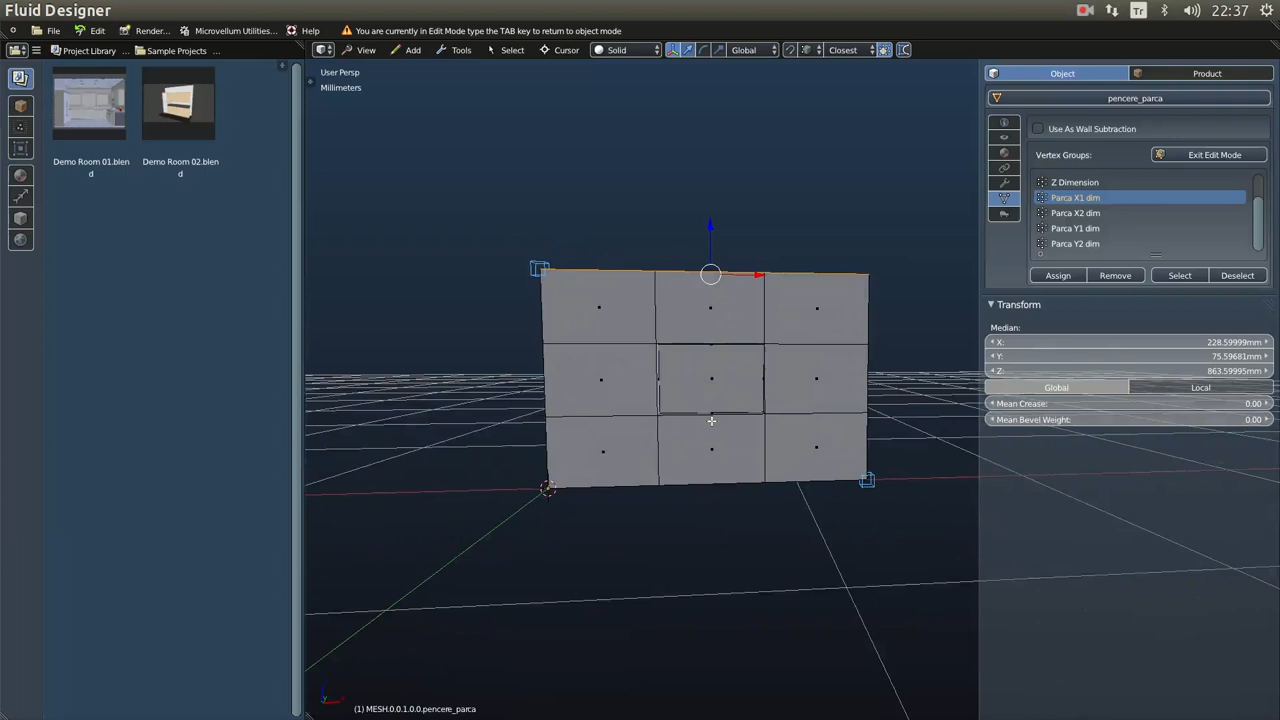 Fluid Designer
Tr
22:37
File
Edit
Render...
Microvellum Utilities...
Help
You are currently in Edit Mode type the TAB key to return to object mode
Project Library
Sample Projects
View
Add
Tools
Select
Cursor
Solid
Global
Closest
Demo Room 01.blen
d
Demo Room 02.blen
d
User Persp
Millimeters
(1) MESH.0.0.1.0.0.pencere_parca
Object
Product
pencere_parca
Use As Wall Subtraction
Vertex Groups:
Exit Edit Mode
Z Dimension
Parca X1 dim
Parca X2 dim
Parca Y1 dim
Parca Y2 dim
Assign
Remove
Select
Deselect
Transform
Median:
X: 228.59999mm
Y: 75.59681mm
Z: 863.59995mm
Global
Local
Mean Crease: 0.00
Mean Bevel Weight: 0.00